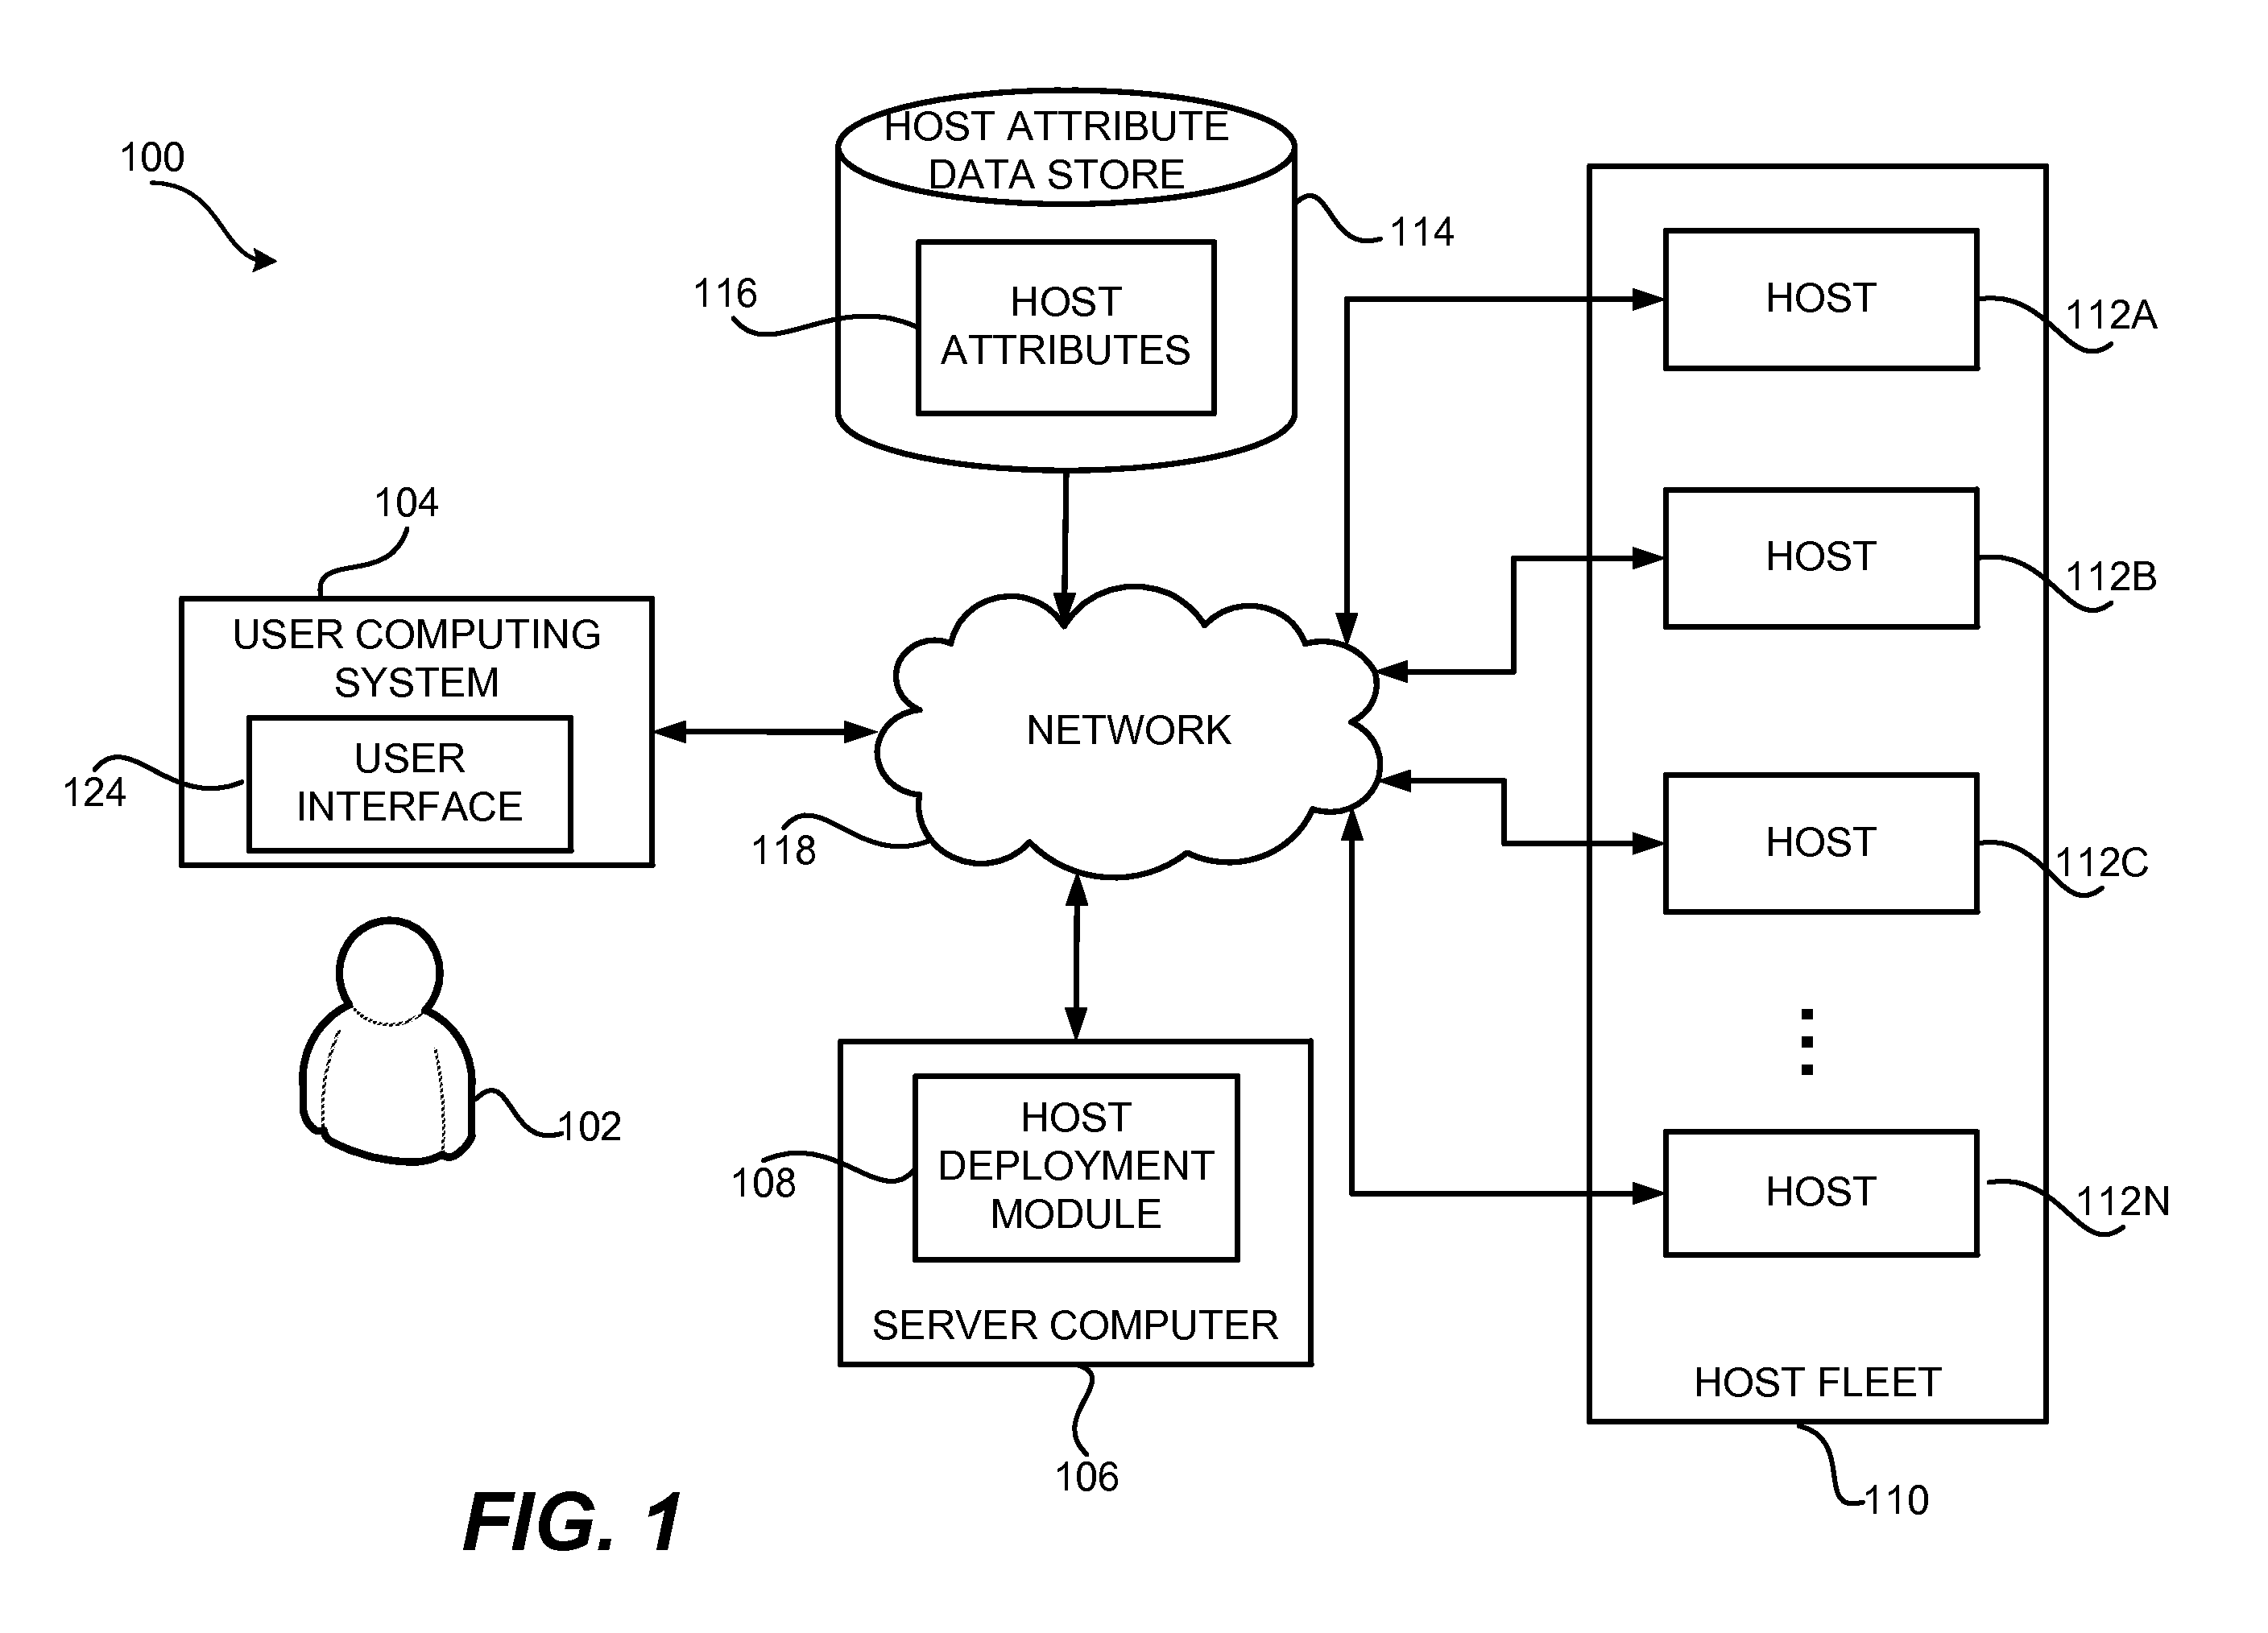 100
HOST ATTRIBUTE
DATA STORE
114
116
HOST
ATTRIBUTES
HOST
112A
104
USER COMPUTING
SYSTEM
USER
INTERFACE
124
NETWORK
118
HOST
112B
HOST
112C
102
HOST
DEPLOYMENT
MODULE
108
SERVER COMPUTER
106
HOST
112N
HOST FLEET
110
FIG. 1